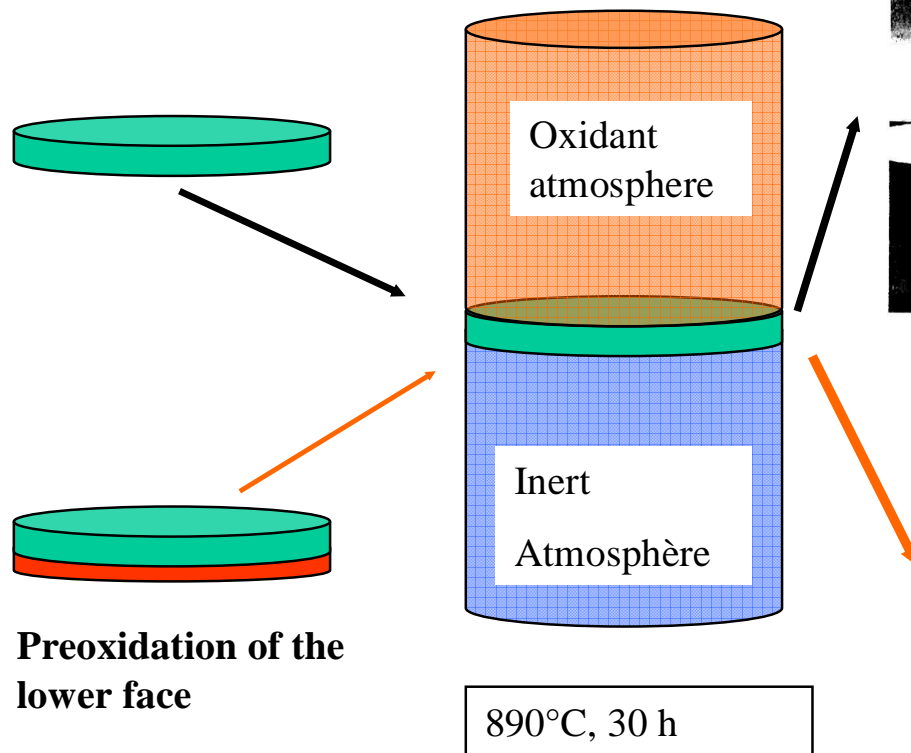 Oxidant
atmosphere
Inert
Atmosphère
Preoxidation of the
lower face
890°C, 30 h